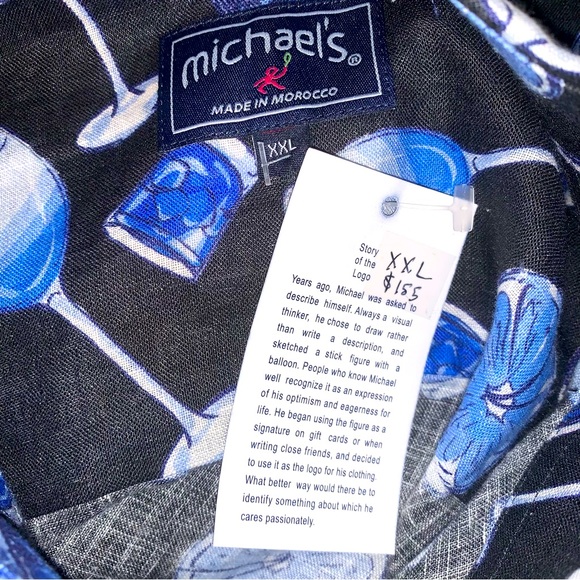 michael's®
MADE IN MOROCCO
XXL
Story
of the
Logo
XXL
$155
Years ago, Michael was asked to
describe himself. Always a visual
thinker, he chose to draw rather
than write a description, and
sketched a stick figure with a
balloon. People who know Michael
well recognize it as an expression
of his optimism and eagerness for
life. He began using the figure as a
signature on gift cards or when
writing close friends, and decided
to use it as the logo for his clothing.
What better way would there be to
identify something about which he
cares passionately.